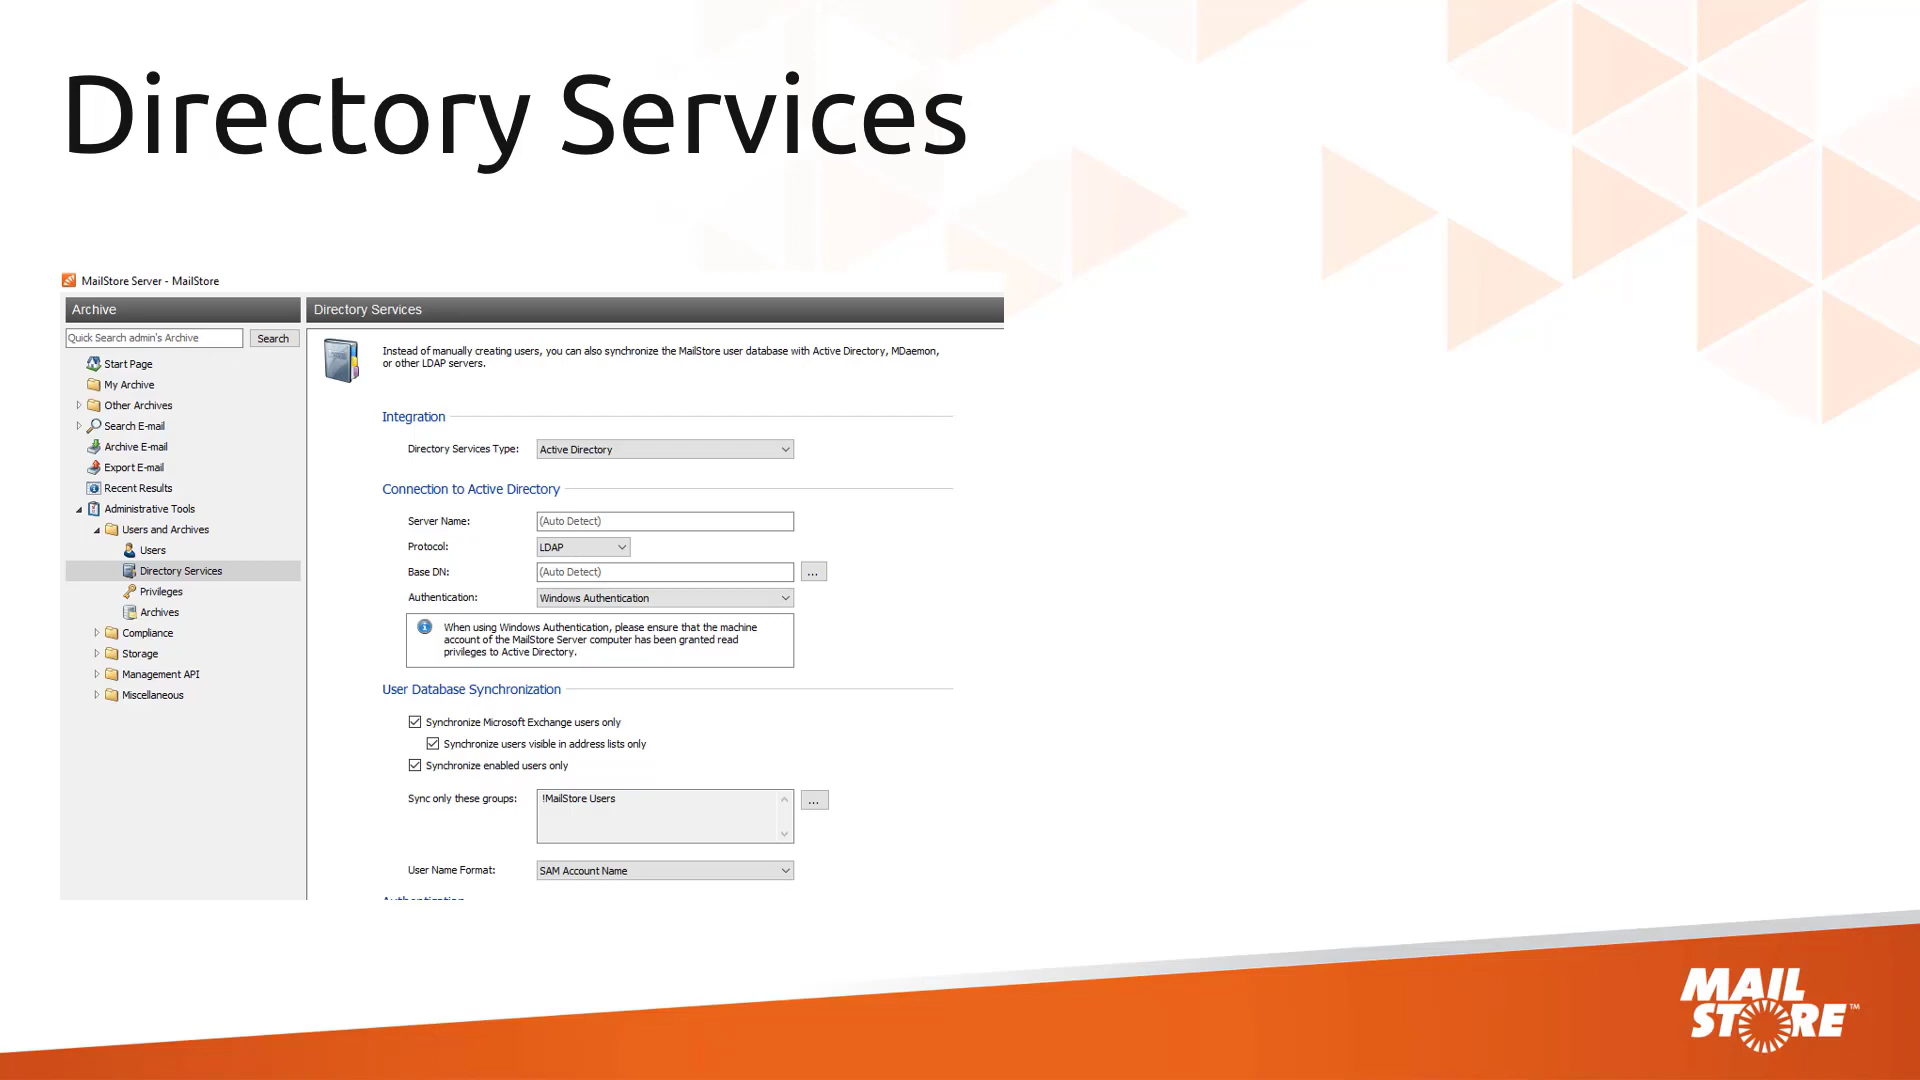 Directory Services
MailStore Server - MailStore
Archive
Quick Search admin's Archive
Search
Start Page
My Archive
Other Archives
Search E-mail
Archive E-mail
Export E-mail
Recent Results
Administrative Tools
Users and Archives
Users
Directory Services
Privileges
Archives
Compliance
Storage
Management API
Miscellaneous
Directory Services
Instead of manually creating users, you can also synchronize the MailStore user database with Active Directory, MDaemon,
or other LDAP servers.
Integration
Directory Services Type: Active Directory
Connection to Active Directory
Server Name: (Auto Detect)
Protocol: LDAP
Base DN: (Auto Detect) ...
Authentication: Windows Authentication
When using Windows Authentication, please ensure that the machine
account of the MailStore Server computer has been granted read
privileges to Active Directory.
User Database Synchronization
Synchronize Microsoft Exchange users only
Synchronize users visible in address lists only
Synchronize enabled users only
Sync only these groups: !MailStore Users ...
User Name Format: SAM Account Name
Authentication
MAIL
STORE™